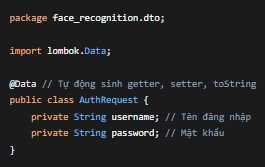 package face_recognition.dto;
import lombok.Data;
@Data // Tự động sinh getter, setter, toString
public class AuthRequest {
private String username; // Tên đăng nhập
private String password; // Mật khẩu
}